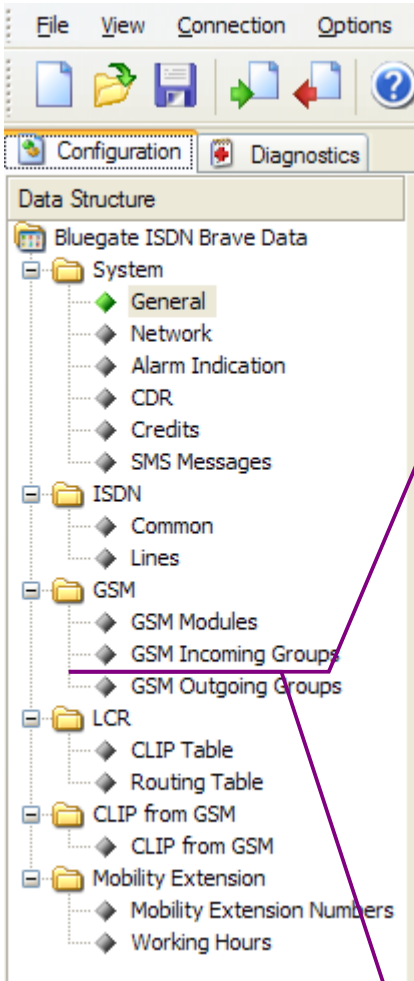 File View Connection Options
Configuration Diagnostics
Data Structure
Bluegate ISDN Brave Data
System
General
Network
Alarm Indication
CDR
Credits
SMS Messages
ISDN
Common
Lines
GSM
GSM Modules
GSM Incoming Groups
GSM Outgoing Groups
LCR
CLIP Table
Routing Table
CLIP from GSM
CLIP from GSM
Mobility Extension
Mobility Extension Numbers
Working Hours